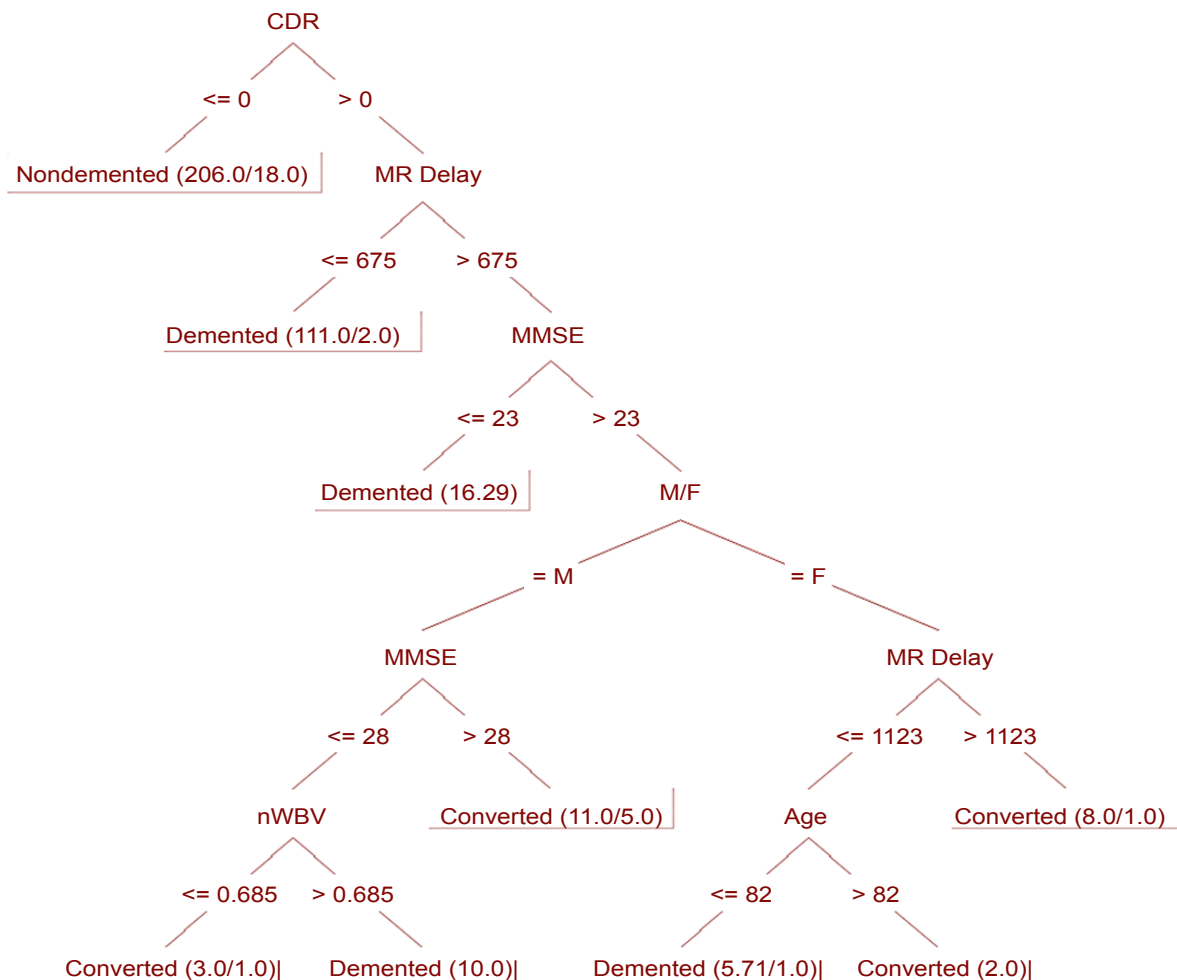 CDR
<= 0 > 0
Nondemented (206.0/18.0) MR Delay
<= 675 > 675
Demented (111.0/2.0) MMSE
<= 23 > 23
Demented (16.29) M/F
= M = F
MMSE MR Delay
<= 28 > 28 <= 1123 > 1123
nWBV Converted (11.0/5.0) Age Converted (8.0/1.0)
<= 0.685 > 0.685 <= 82 > 82
Converted (3.0/1.0)| Demented (10.0)| Demented (5.71/1.0)| Converted (2.0)|